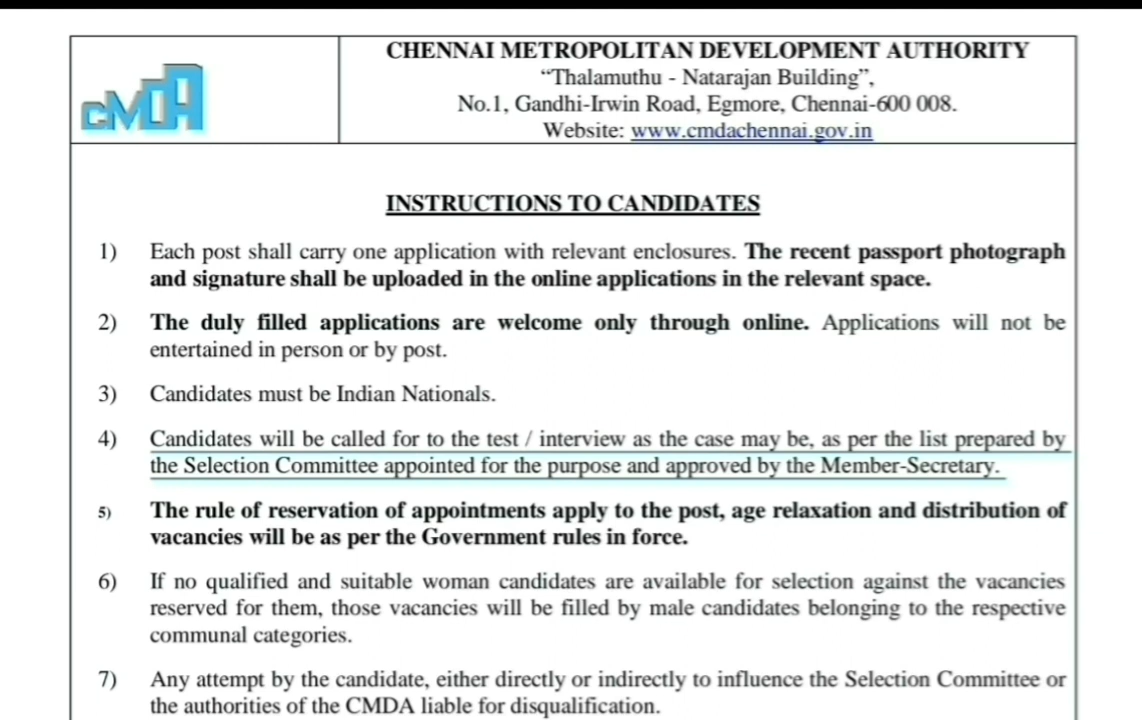 CMDA
CHENNAI METROPOLITAN DEVELOPMENT AUTHORITY
“Thalamuthu - Natarajan Building”,
No.1, Gandhi-Irwin Road, Egmore, Chennai-600 008.
Website: www.cmdachennai.gov.in
INSTRUCTIONS TO CANDIDATES
1) Each post shall carry one application with relevant enclosures. The recent passport photograph
and signature shall be uploaded in the online applications in the relevant space.
2) The duly filled applications are welcome only through online. Applications will not be
entertained in person or by post.
3) Candidates must be Indian Nationals.
4) Candidates will be called for to the test / interview as the case may be, as per the list prepared by
the Selection Committee appointed for the purpose and approved by the Member-Secretary.
5) The rule of reservation of appointments apply to the post, age relaxation and distribution of
vacancies will be as per the Government rules in force.
6) If no qualified and suitable woman candidates are available for selection against the vacancies
reserved for them, those vacancies will be filled by male candidates belonging to the respective
communal categories.
7) Any attempt by the candidate, either directly or indirectly to influence the Selection Committee or
the authorities of the CMDA liable for disqualification.